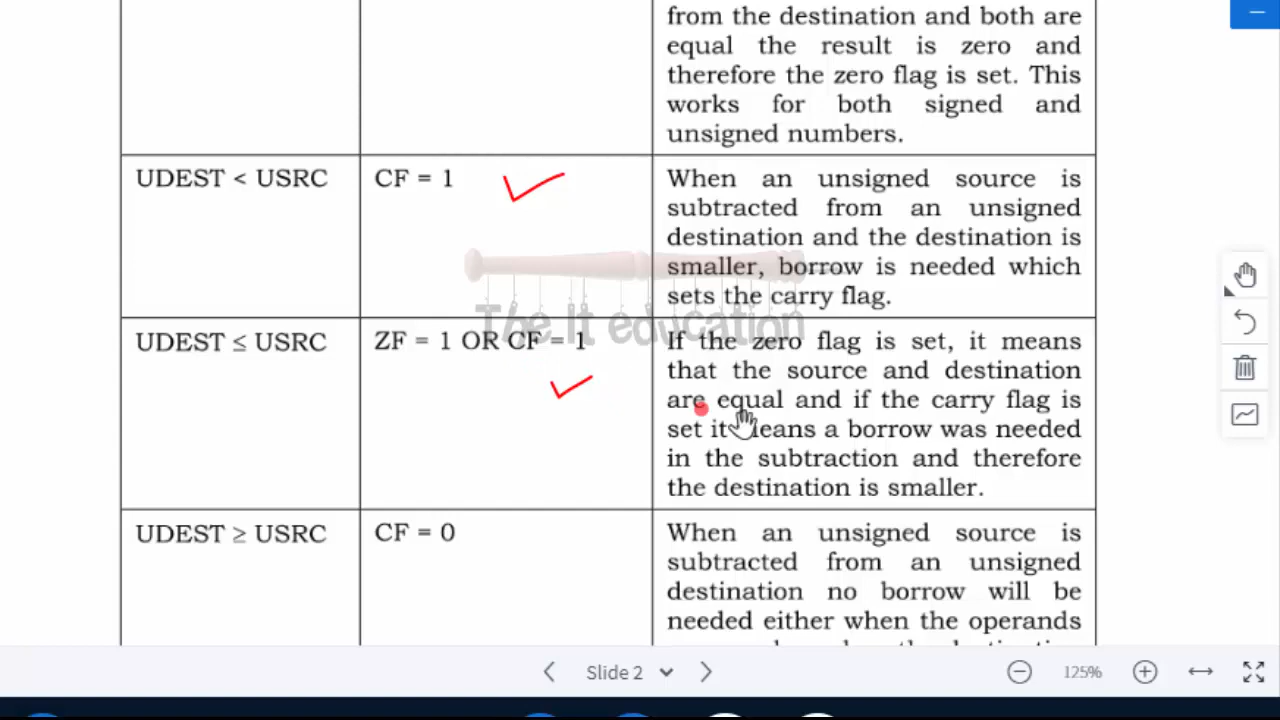 from the destination and both are
equal the result is zero and
therefore the zero flag is set. This
works for both signed and
unsigned numbers.
UDEST < USRC
CF = 1
When an unsigned source is
subtracted from an unsigned
destination and the destination is
smaller, borrow is needed which
sets the carry flag.
The It education
UDEST ≤ USRC
ZF = 1 OR CF = 1
If the zero flag is set, it means
that the source and destination
are equal and if the carry flag is
set it means a borrow was needed
in the subtraction and therefore
the destination is smaller.
UDEST ≥ USRC
CF = 0
When an unsigned source is
subtracted from an unsigned
destination no borrow will be
needed either when the operands
Slide 2
125%